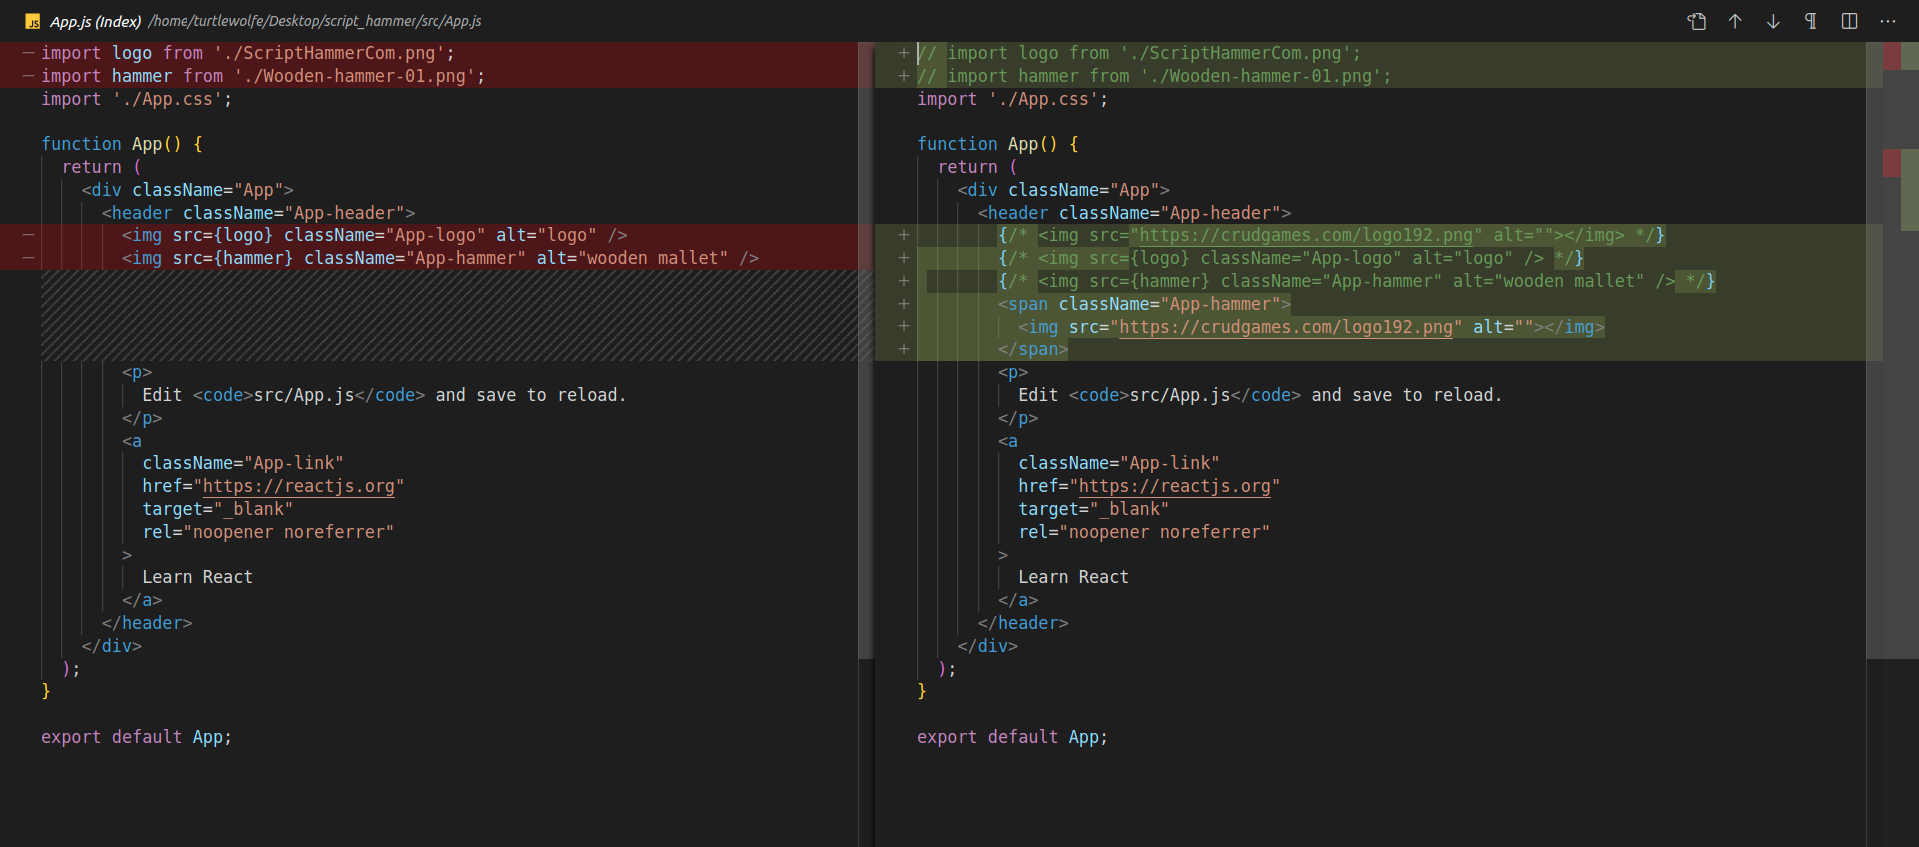 App.js (Index) /home/turtlewolfe/Desktop/script_hammer/src/App.js
import logo from './ScriptHammerCom.png';
import hammer from './Wooden-hammer-01.png';
import './App.css';
function App() {
return (
<div className="App">
<header className="App-header">
<img src={logo} className="App-logo" alt="logo" />
<img src={hammer} className="App-hammer" alt="wooden mallet" />
<p>
Edit <code>src/App.js</code> and save to reload.
</p>
<a
className="App-link"
href="https://reactjs.org"
target="_blank"
rel="noopener noreferrer"
>
Learn React
</a>
</header>
</div>
);
}
export default App;
// import logo from './ScriptHammerCom.png';
// import hammer from './Wooden-hammer-01.png';
import './App.css';
function App() {
return (
<div className="App">
<header className="App-header">
{/* <img src="https://crudgames.com/logo192.png" alt=""></img> */}
{/* <img src={logo} className="App-logo" alt="logo" /> */}
{/* <img src={hammer} className="App-hammer" alt="wooden mallet" /> */}
<span className="App-hammer">
<img src="https://crudgames.com/logo192.png" alt=""></img>
</span>
<p>
Edit <code>src/App.js</code> and save to reload.
</p>
<a
className="App-link"
href="https://reactjs.org"
target="_blank"
rel="noopener noreferrer"
>
Learn React
</a>
</header>
</div>
);
}
export default App;